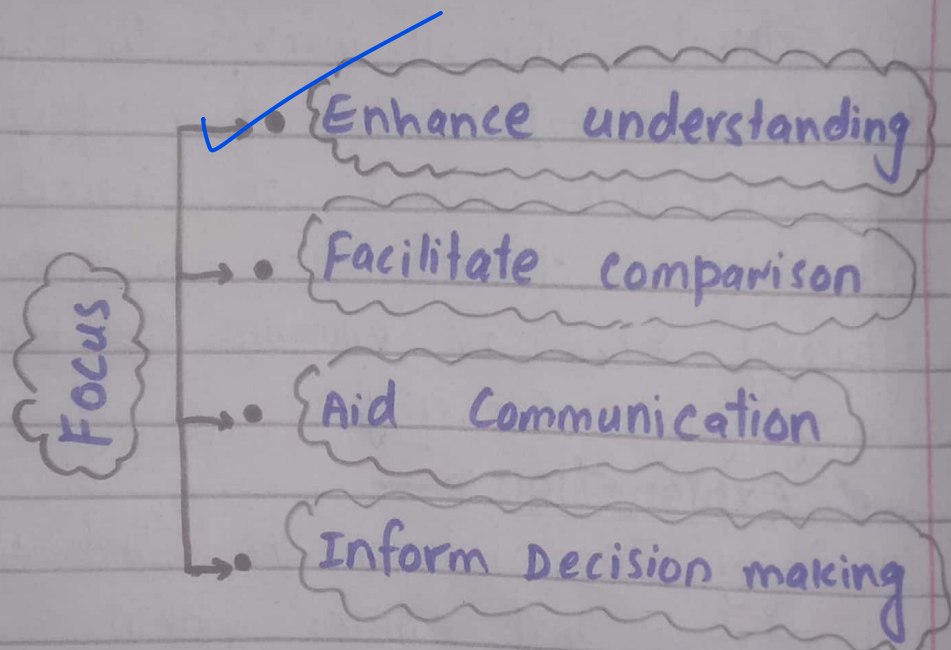 Focus
Enhance understanding
Facilitate comparison
Aid Communication
Inform Decision making